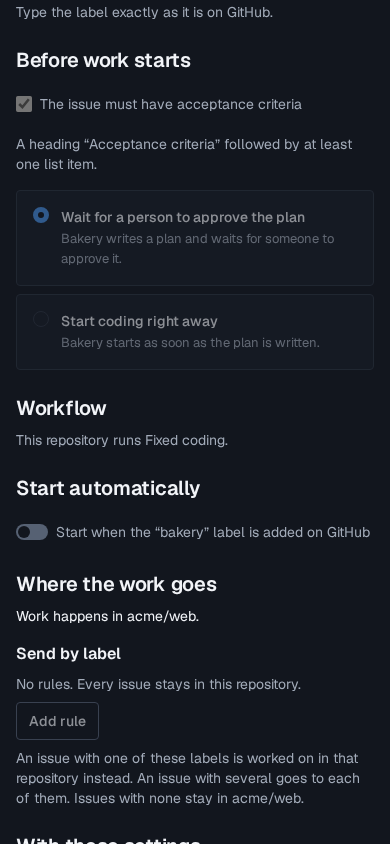 Type the label exactly as it is on GitHub.
Before work starts
The issue must have acceptance criteria
A heading “Acceptance criteria” followed by at least
one list item.
Wait for a person to approve the plan
Bakery writes a plan and waits for someone to
approve it.
Start coding right away
Bakery starts as soon as the plan is written.
Workflow
This repository runs Fixed coding.
Start automatically
Start when the “bakery” label is added on GitHub
Where the work goes
Work happens in acme/web.
Send by label
No rules. Every issue stays in this repository.
Add rule
An issue with one of these labels is worked on in that
repository instead. An issue with several goes to each
of them. Issues with none stay in acme/web.
With these settings